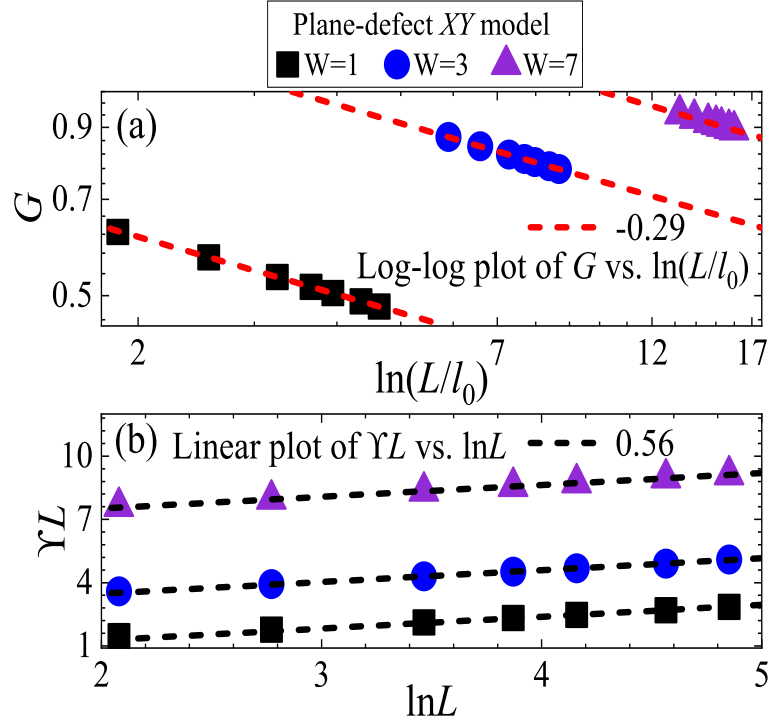 Plane-defect XY model
W=1 W=3 W=7
(a)
0.9
0.7
0.5
G
-0.29
Log-log plot of G vs. ln(L/l₀)
2 7 12 17
ln(L/l₀)
(b) Linear plot of ΥL vs. lnL 0.56
10
7
4
1
ΥL
2 3 4 5
lnL